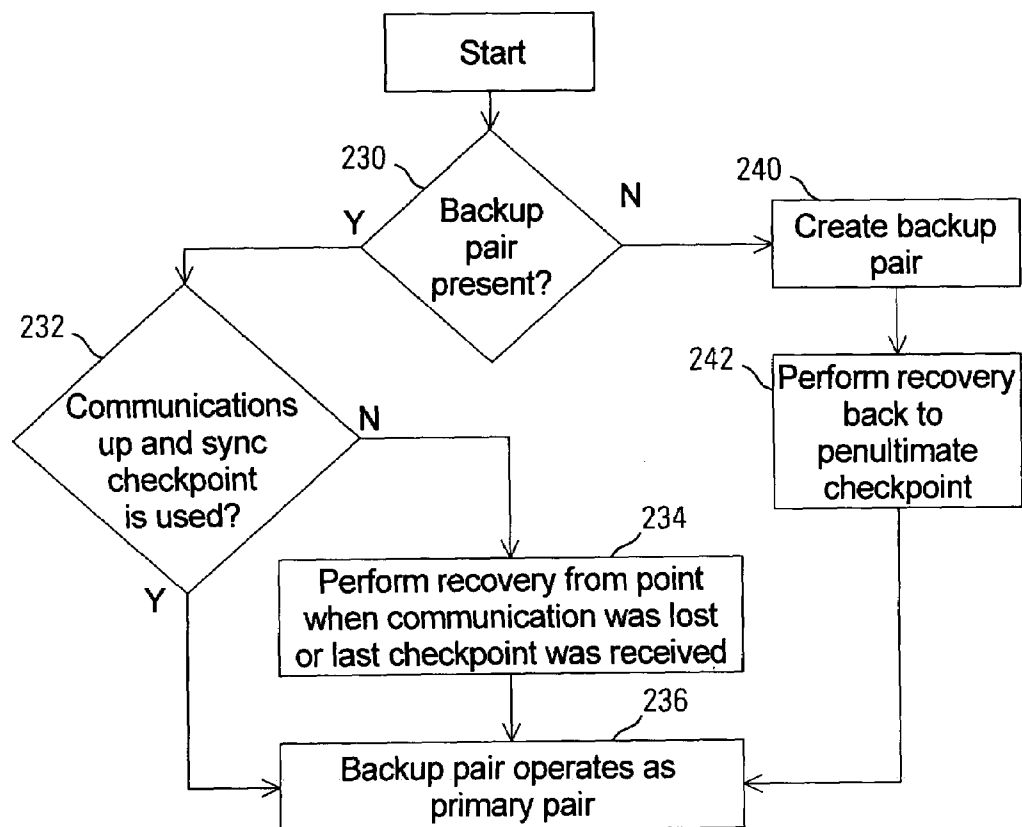 Start
230
Backup
pair
present?
Y
N
240
Create backup
pair
232
Communications
up and sync
checkpoint
is used?
N
Y
242
Perform recovery
back to
penultimate
checkpoint
234
Perform recovery from point
when communication was lost
or last checkpoint was received
236
Backup pair operates as
primary pair